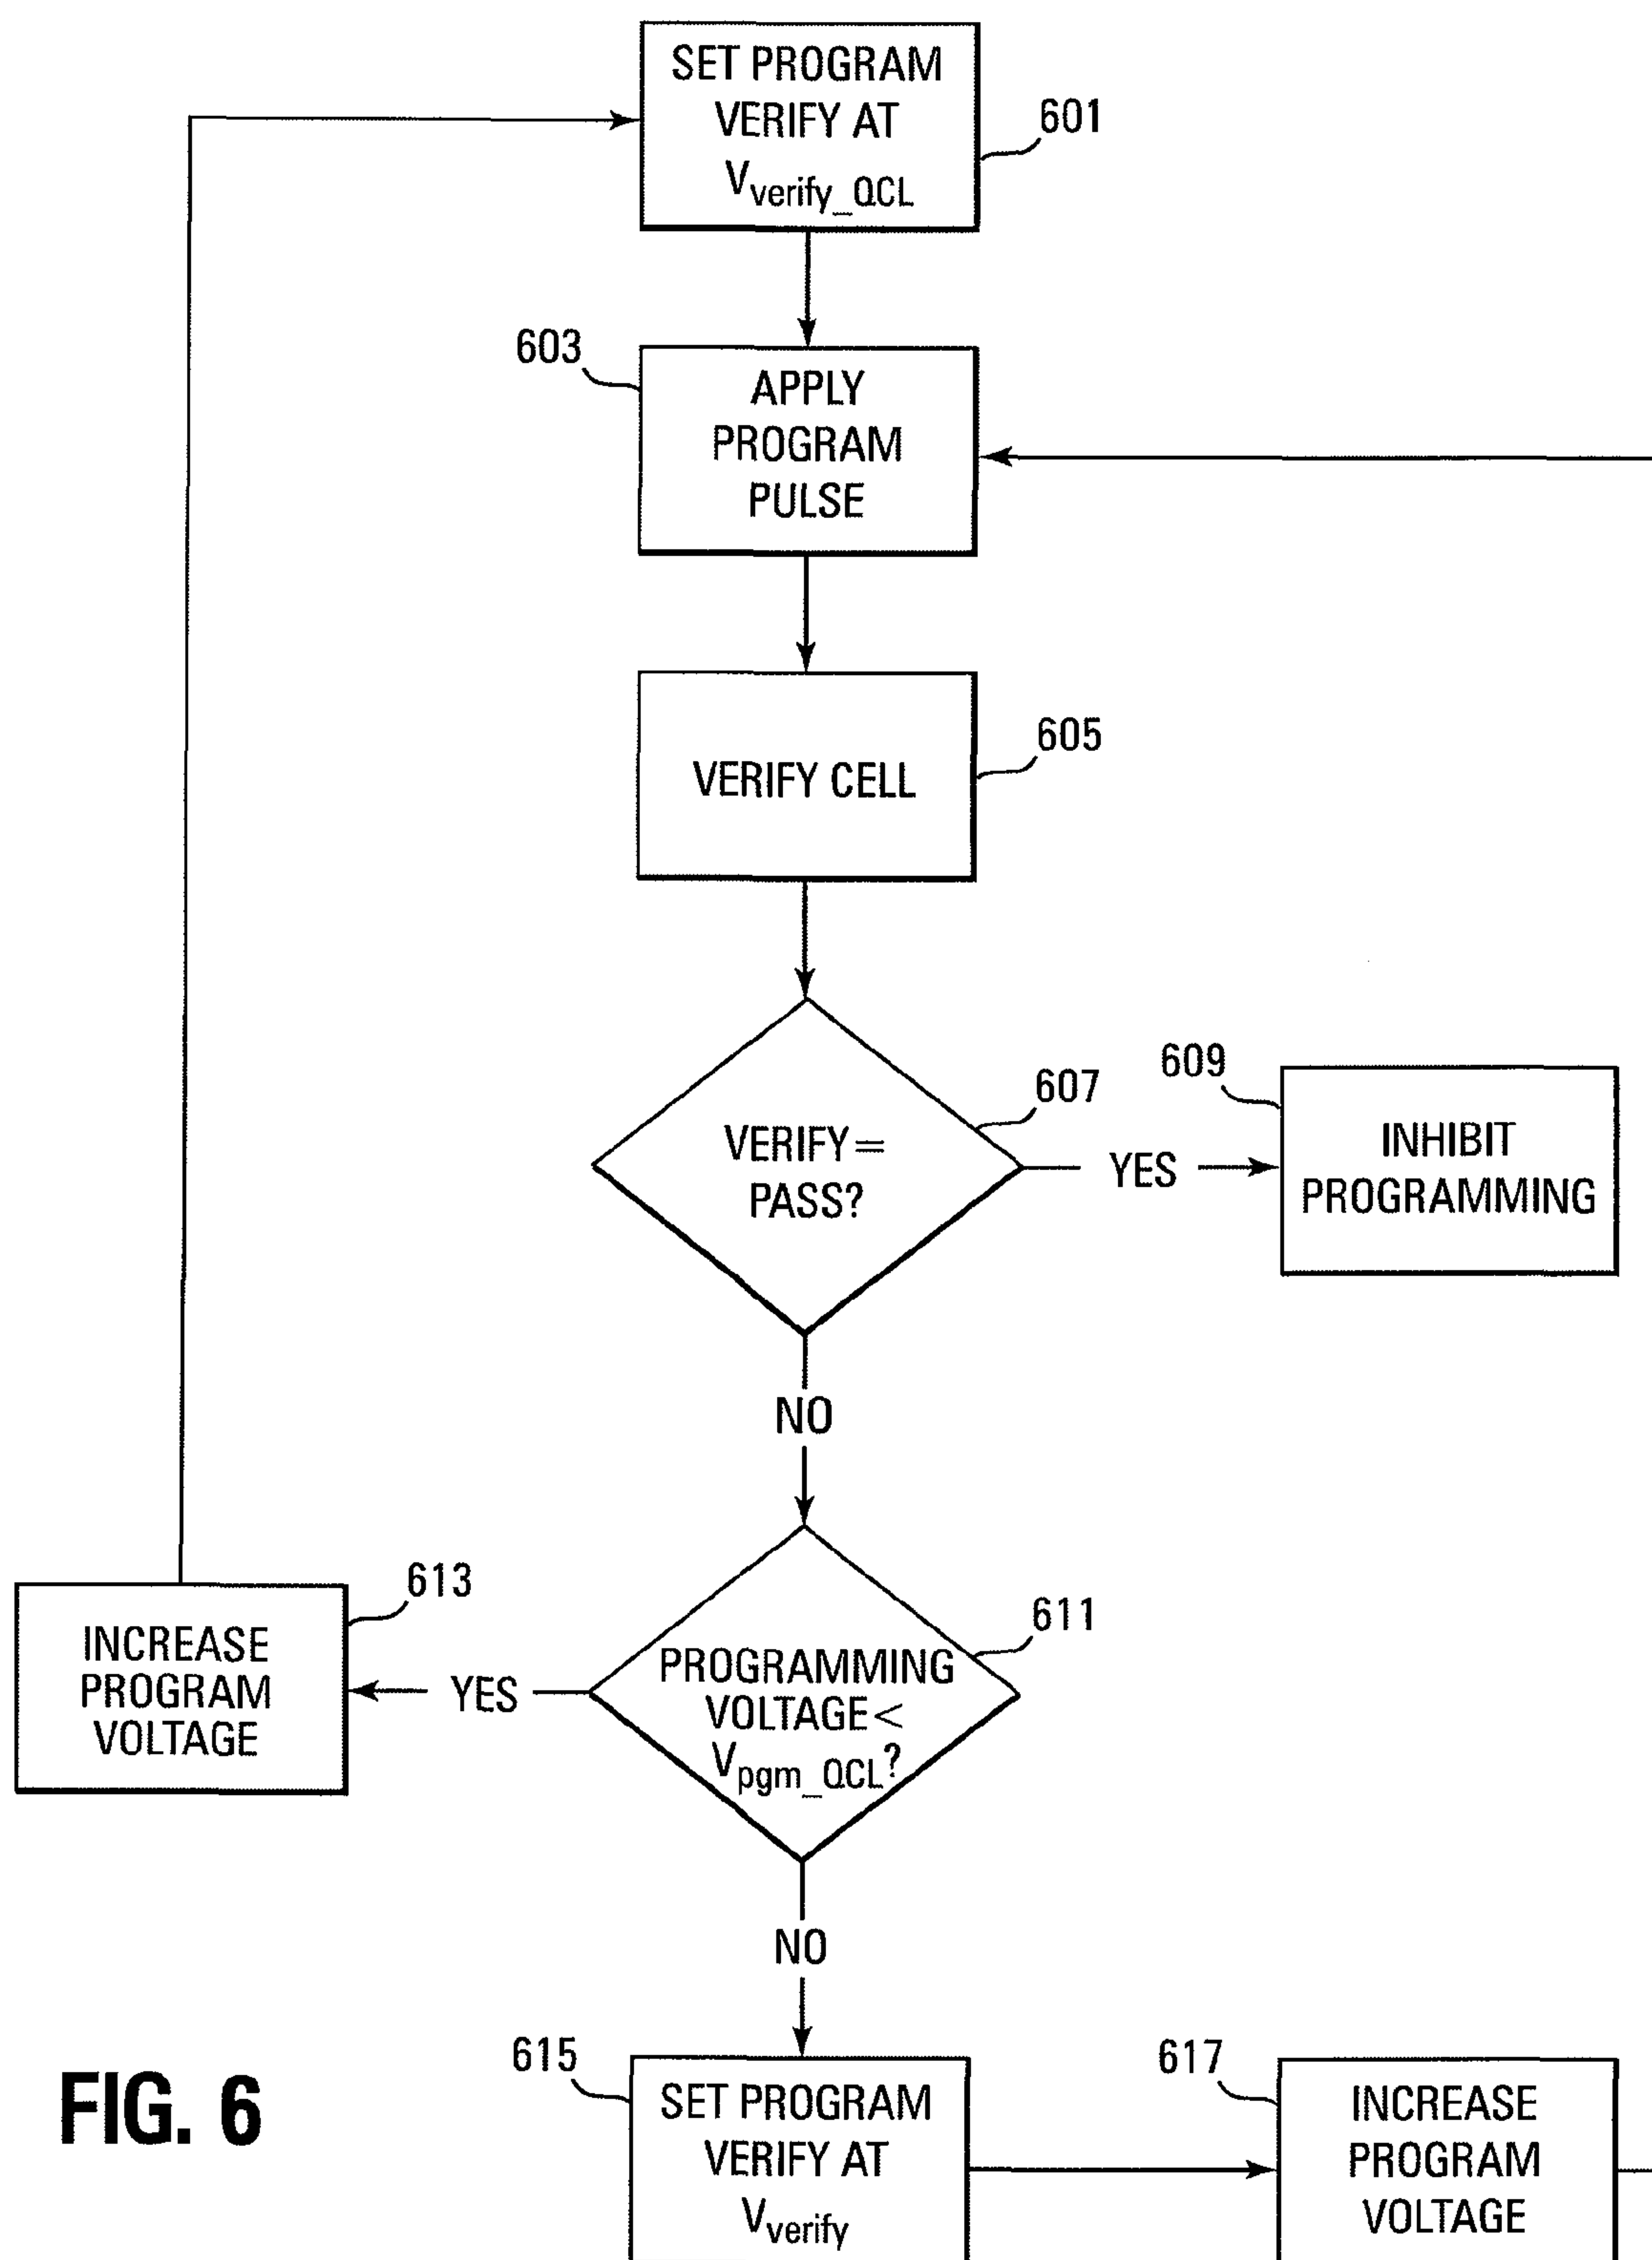 SET PROGRAM
VERIFY AT
Vverify_QCL
601
603
APPLY
PROGRAM
PULSE
VERIFY CELL
605
607
VERIFY=
PASS?
YES
609
INHIBIT
PROGRAMMING
NO
613
INCREASE
PROGRAM
VOLTAGE
YES
611
PROGRAMMING
VOLTAGE<
Vpgm_QCL?
NO
615
SET PROGRAM
VERIFY AT
Vverify
617
INCREASE
PROGRAM
VOLTAGE
FIG. 6